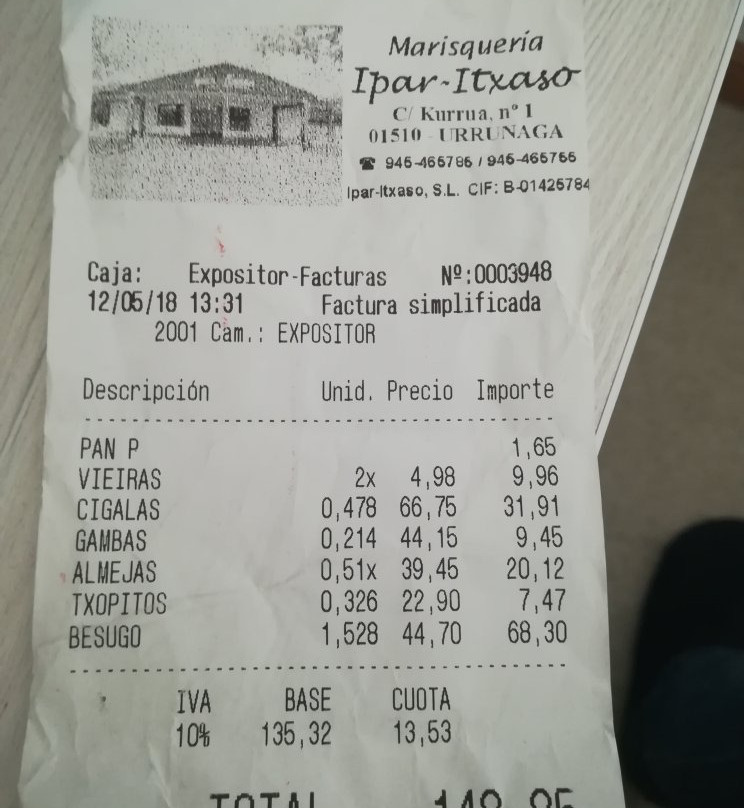 Marisquería
Ipar-Itxaso
C/ Kurrua, nº 1
01510 - URRUNAGA
☎ 945-465786 / 945-465766
Ipar-Itxaso, S.L. CIF: B-01425784
Caja: Expositor-Facturas Nº:0003948
12/05/18 13:31 Factura simplificada
2001 Cam.: EXPOSITOR
Descripción Unid. Precio Importe
PAN P 1,65
VIEIRAS 2x 4,98 9,96
CIGALAS 0,478 66,75 31,91
GAMBAS 0,214 44,15 9,45
ALMEJAS 0,51x 39,45 20,12
TXOPITOS 0,326 22,90 7,47
BESUGO 1,528 44,70 68,30
IVA BASE CUOTA
10% 135,32 13,53
TOTAL